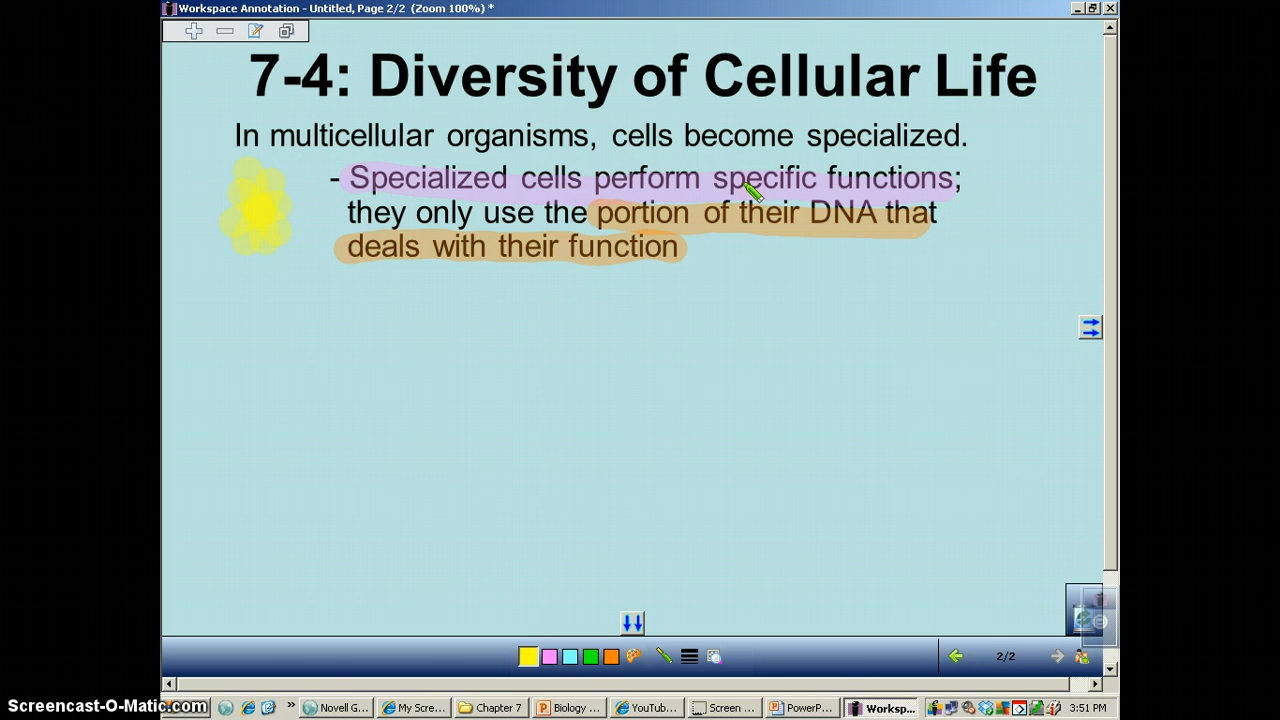 Workspace Annotation - Untitled, Page 2/2 (Zoom 100%) *
7-4: Diversity of Cellular Life
In multicellular organisms, cells become specialized.
- Specialized cells perform specific functions;
they only use the portion of their DNA that
deals with their function
2/2
Screencast-O-Matic.com
Novell G...
My Scre...
Chapter 7
Biology ...
YouTub...
Screen ...
PowerP...
Worksp...
3:51 PM